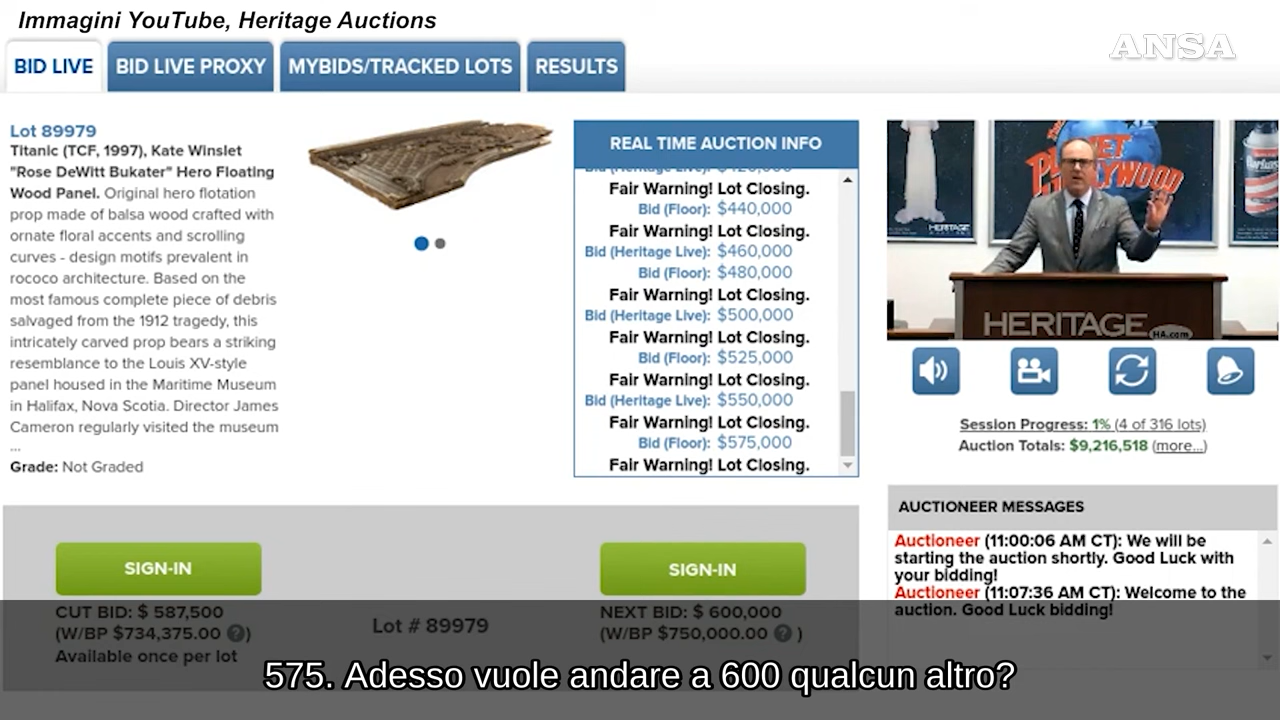 Immagini YouTube, Heritage Auctions
ANSA
BID LIVE
BID LIVE PROXY
MYBIDS/TRACKED LOTS
RESULTS
Lot 89979
Titanic (TCF, 1997), Kate Winslet
"Rose DeWitt Bukater" Hero Floating
Wood Panel. Original hero flotation
prop made of balsa wood crafted with
ornate floral accents and scrolling
curves - design motifs prevalent in
rococo architecture. Based on the
most famous complete piece of debris
salvaged from the 1912 tragedy, this
intricately carved prop bears a striking
resemblance to the Louis XV-style
panel housed in the Maritime Museum
in Halifax, Nova Scotia. Director James
Cameron regularly visited the museum
...
Grade: Not Graded
REAL TIME AUCTION INFO
Fair Warning! Lot Closing.
Bid (Floor): $440,000
Fair Warning! Lot Closing.
Bid (Heritage Live): $460,000
Bid (Floor): $480,000
Fair Warning! Lot Closing.
Bid (Heritage Live): $500,000
Fair Warning! Lot Closing.
Bid (Floor): $525,000
Fair Warning! Lot Closing.
Bid (Heritage Live): $550,000
Fair Warning! Lot Closing.
Bid (Floor): $575,000
Fair Warning! Lot Closing.
PLANET
HOLLYWOOD
HERITAGE
HERITAGE
HA.com
Session Progress: 1% (4 of 316 lots)
Auction Totals: $9,216,518 (more...)
AUCTIONEER MESSAGES
Auctioneer (11:00:06 AM CT): We will be
starting the auction shortly. Good Luck with
your bidding!
Auctioneer (11:07:36 AM CT): Welcome to the
auction. Good Luck bidding!
SIGN-IN
CUT BID: $ 587,500
(W/BP $734,375.00 ?)
Available once per lot
Lot # 89979
SIGN-IN
NEXT BID: $ 600,000
(W/BP $750,000.00 ? )
575. Adesso vuole andare a 600 qualcun altro?